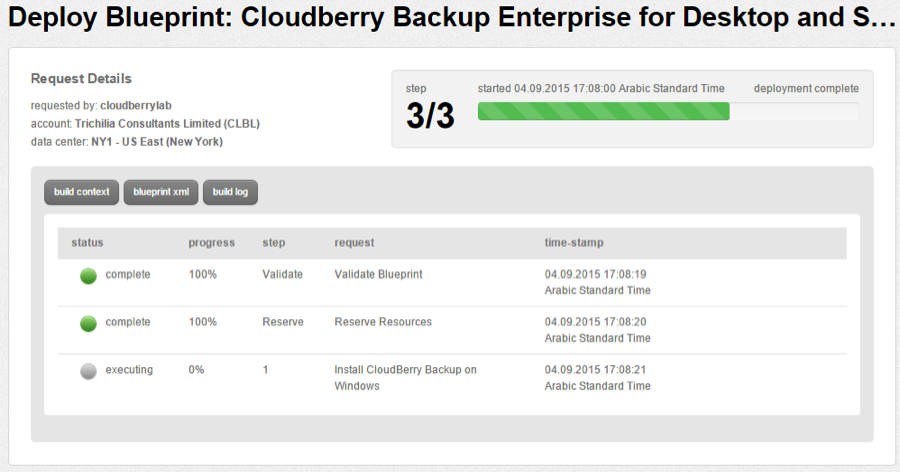 Deploy Blueprint: Cloudberry Backup Enterprise for Desktop and S...
Request Details
requested by: cloudberrylab
account: Trichilia Consultants Limited (CLBL)
data center: NY1 - US East (New York)
step
3/3
started 04.09.2015 17:08:00 Arabic Standard Time
deployment complete
build context
blueprint xml
build log
status progress step request time-stamp
complete 100% Validate Validate Blueprint 04.09.2015 17:08:19
Arabic Standard Time
complete 100% Reserve Reserve Resources 04.09.2015 17:08:20
Arabic Standard Time
executing 0% 1 Install CloudBerry Backup on 04.09.2015 17:08:21
Windows Arabic Standard Time